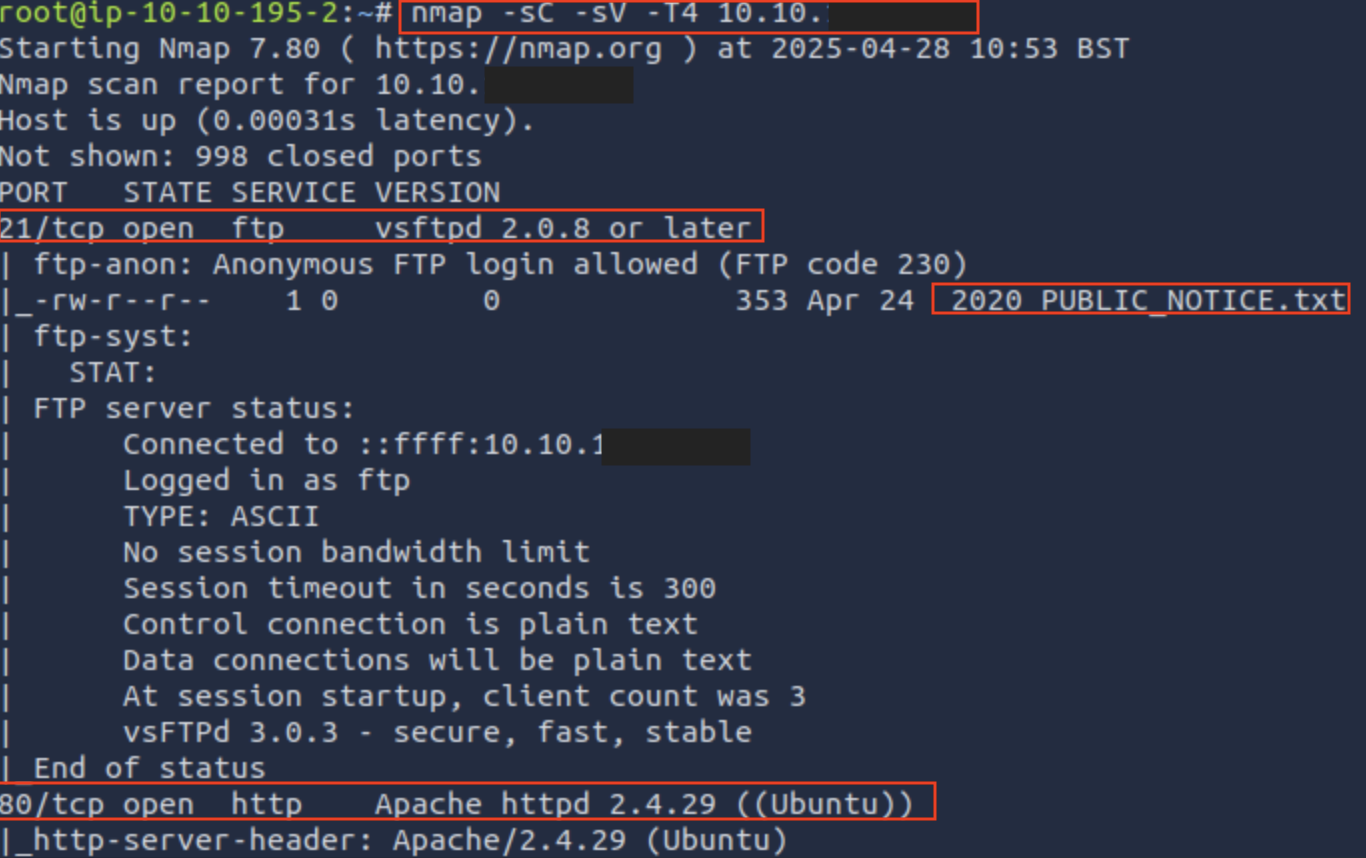 root@ip-10-10-195-2:~# nmap -sC -sV -T4 10.10.
Starting Nmap 7.80 ( https://nmap.org ) at 2025-04-28 10:53 BST
Nmap scan report for 10.10.
Host is up (0.00031s latency).
Not shown: 998 closed ports
PORT   STATE SERVICE VERSION
21/tcp open  ftp     vsftpd 2.0.8 or later
| ftp-anon: Anonymous FTP login allowed (FTP code 230)
|_-rw-r--r--    1 0        0             353 Apr 24  2020 PUBLIC_NOTICE.txt
| ftp-syst:
|   STAT:
| FTP server status:
|      Connected to ::ffff:10.10.1
|      Logged in as ftp
|      TYPE: ASCII
|      No session bandwidth limit
|      Session timeout in seconds is 300
|      Control connection is plain text
|      Data connections will be plain text
|      At session startup, client count was 3
|      vsFTPd 3.0.3 - secure, fast, stable
|_End of status
80/tcp open  http    Apache httpd 2.4.29 ((Ubuntu))
|_http-server-header: Apache/2.4.29 (Ubuntu)